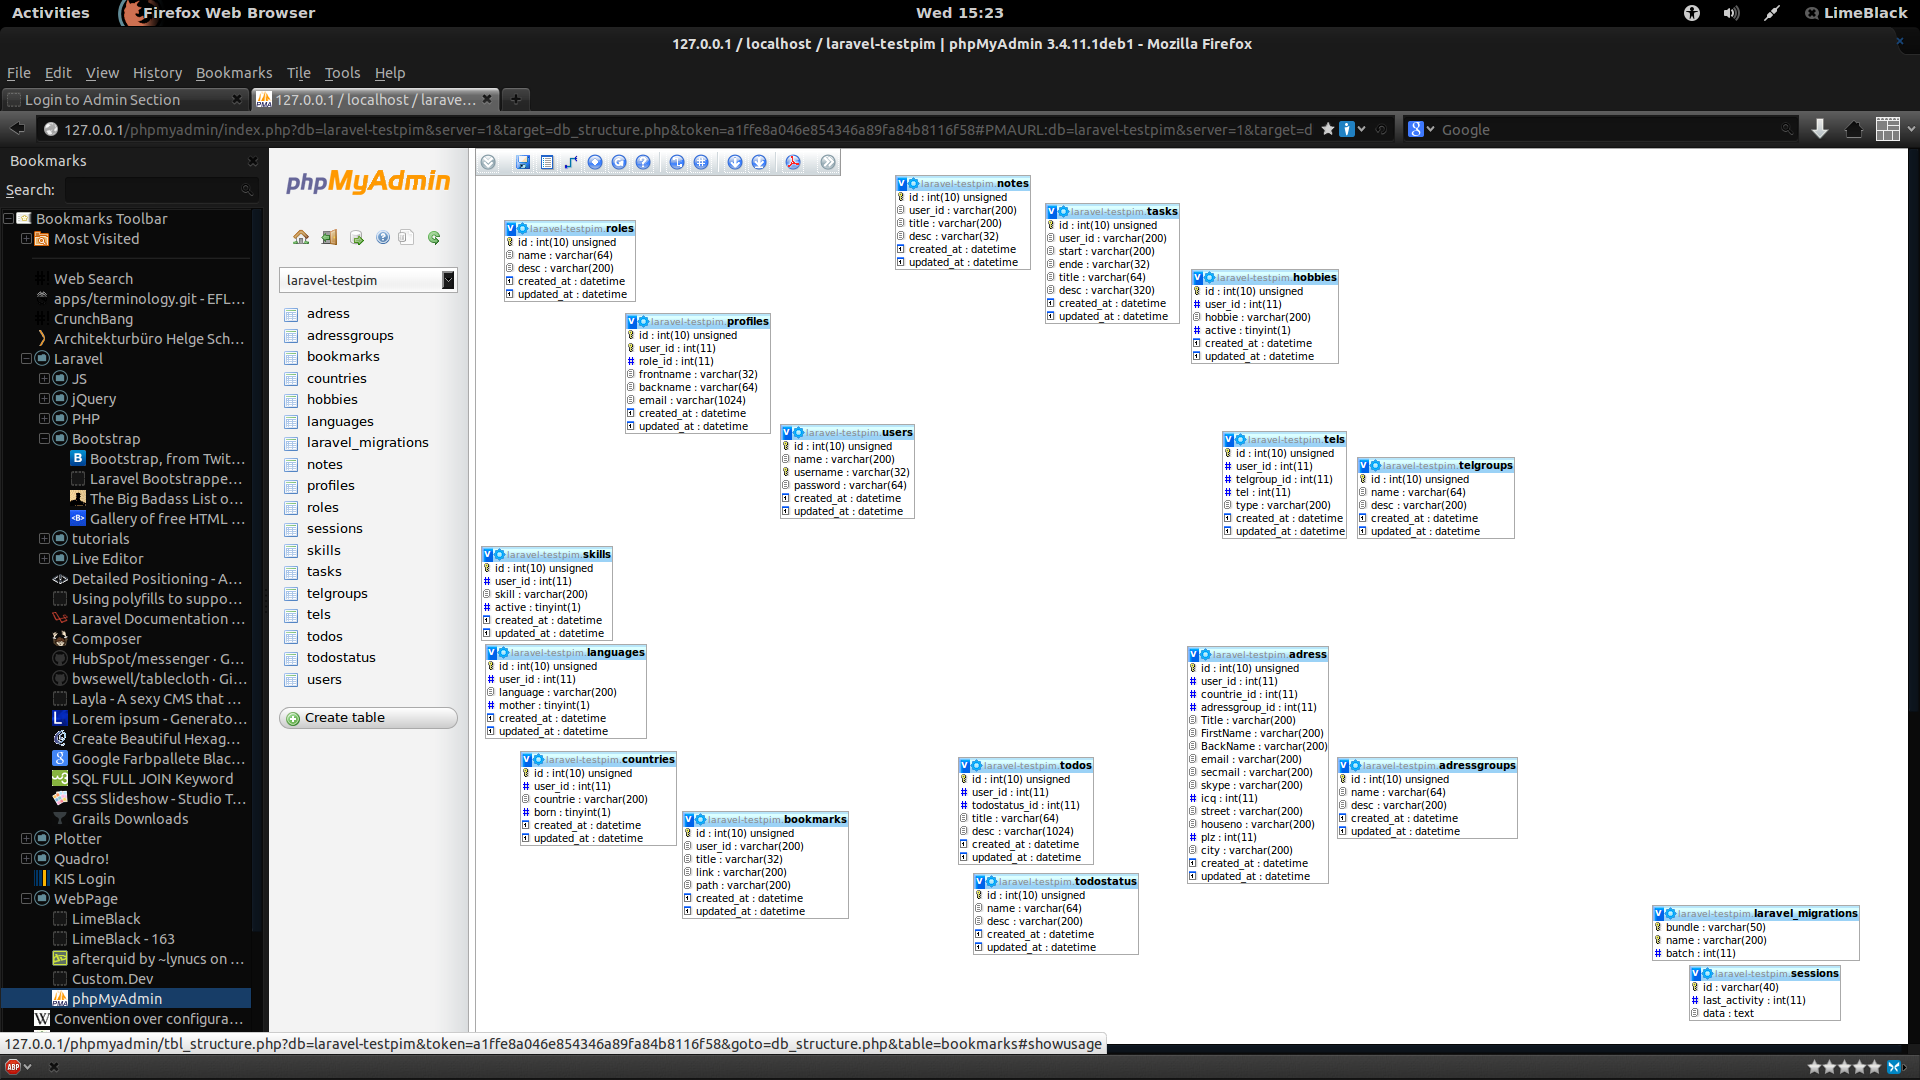 Activities
Firefox Web Browser
Wed 15:23
LimeBlack
127.0.0.1 / localhost / laravel-testpim | phpMyAdmin 3.4.11.1deb1 - Mozilla Firefox
File Edit View History Bookmarks Tile Tools Help
Login to Admin Section
127.0.0.1 / localhost / larave...
127.0.0.1/phpmyadmin/index.php?db=laravel-testpim&server=1&target=db_structure.php&token=a1ffe8a046e854346a89fa84b8116f58#PMAURL:db=laravel-testpim&server=1&target=d
Google
Bookmarks
Search:
Bookmarks Toolbar
Most Visited
Web Search
apps/terminology.git - EFL...
CrunchBang
Architekturbüro Helge Sch...
Laravel
JS
jQuery
PHP
Bootstrap
Bootstrap, from Twit...
Laravel Bootstrappe...
The Big Badass List o...
Gallery of free HTML ...
tutorials
Live Editor
Detailed Positioning - A...
Using polyfills to suppo...
Laravel Documentation ...
Composer
HubSpot/messenger · G...
bwsewell/tablecloth · Gi...
Layla - A sexy CMS that ...
Lorem ipsum - Generato...
Create Beautiful Hexag...
Google Farbpallete Blac...
SQL FULL JOIN Keyword
CSS Slideshow - Studio T...
Grails Downloads
Plotter
Quadro!
KIS Login
WebPage
LimeBlack
LimeBlack - 163
afterquid by ~lynucs on ...
Custom.Dev
phpMyAdmin
Convention over configura...
phpMyAdmin
laravel-testpim
adress
adressgroups
bookmarks
countries
hobbies
languages
laravel_migrations
notes
profiles
roles
sessions
skills
tasks
telgroups
tels
todos
todostatus
users
Create table
laravel-testpim.roles
id : int(10) unsigned
name : varchar(64)
desc : varchar(200)
created_at : datetime
updated_at : datetime
laravel-testpim.profiles
id : int(10) unsigned
user_id : int(11)
role_id : int(11)
frontname : varchar(32)
backname : varchar(64)
email : varchar(1024)
created_at : datetime
updated_at : datetime
laravel-testpim.users
id : int(10) unsigned
name : varchar(200)
username : varchar(32)
password : varchar(64)
created_at : datetime
updated_at : datetime
laravel-testpim.notes
id : int(10) unsigned
user_id : varchar(200)
title : varchar(200)
desc : varchar(32)
created_at : datetime
updated_at : datetime
laravel-testpim.tasks
id : int(10) unsigned
user_id : varchar(200)
start : varchar(200)
ende : varchar(32)
title : varchar(64)
desc : varchar(320)
created_at : datetime
updated_at : datetime
laravel-testpim.hobbies
id : int(10) unsigned
user_id : int(11)
hobbie : varchar(200)
active : tinyint(1)
created_at : datetime
updated_at : datetime
laravel-testpim.tels
id : int(10) unsigned
user_id : int(11)
telgroup_id : int(11)
tel : int(11)
type : varchar(200)
created_at : datetime
updated_at : datetime
laravel-testpim.telgroups
id : int(10) unsigned
name : varchar(64)
desc : varchar(200)
created_at : datetime
updated_at : datetime
laravel-testpim.skills
id : int(10) unsigned
user_id : int(11)
skill : varchar(200)
active : tinyint(1)
created_at : datetime
updated_at : datetime
laravel-testpim.languages
id : int(10) unsigned
user_id : int(11)
language : varchar(200)
mother : tinyint(1)
created_at : datetime
updated_at : datetime
laravel-testpim.countries
id : int(10) unsigned
user_id : int(11)
countrie : varchar(200)
born : tinyint(1)
created_at : datetime
updated_at : datetime
laravel-testpim.bookmarks
id : int(10) unsigned
user_id : varchar(200)
title : varchar(32)
link : varchar(200)
path : varchar(200)
created_at : datetime
updated_at : datetime
laravel-testpim.todos
id : int(10) unsigned
user_id : int(11)
todostatus_id : int(11)
title : varchar(64)
desc : varchar(1024)
created_at : datetime
updated_at : datetime
laravel-testpim.todostatus
id : int(10) unsigned
name : varchar(64)
desc : varchar(200)
created_at : datetime
updated_at : datetime
laravel-testpim.adress
id : int(10) unsigned
user_id : int(11)
countrie_id : int(11)
adressgroup_id : int(11)
Title : varchar(200)
FirstName : varchar(200)
BackName : varchar(200)
email : varchar(200)
secmail : varchar(200)
skype : varchar(200)
icq : int(11)
street : varchar(200)
houseno : varchar(200)
plz : int(11)
city : varchar(200)
created_at : datetime
updated_at : datetime
laravel-testpim.adressgroups
id : int(10) unsigned
name : varchar(64)
desc : varchar(200)
created_at : datetime
updated_at : datetime
laravel-testpim.laravel_migrations
bundle : varchar(50)
name : varchar(200)
batch : int(11)
laravel-testpim.sessions
id : varchar(40)
last_activity : int(11)
data : text
127.0.0.1/phpmyadmin/tbl_structure.php?db=laravel-testpim&token=a1ffe8a046e854346a89fa84b8116f58&goto=db_structure.php&table=bookmarks#showusage
ABP